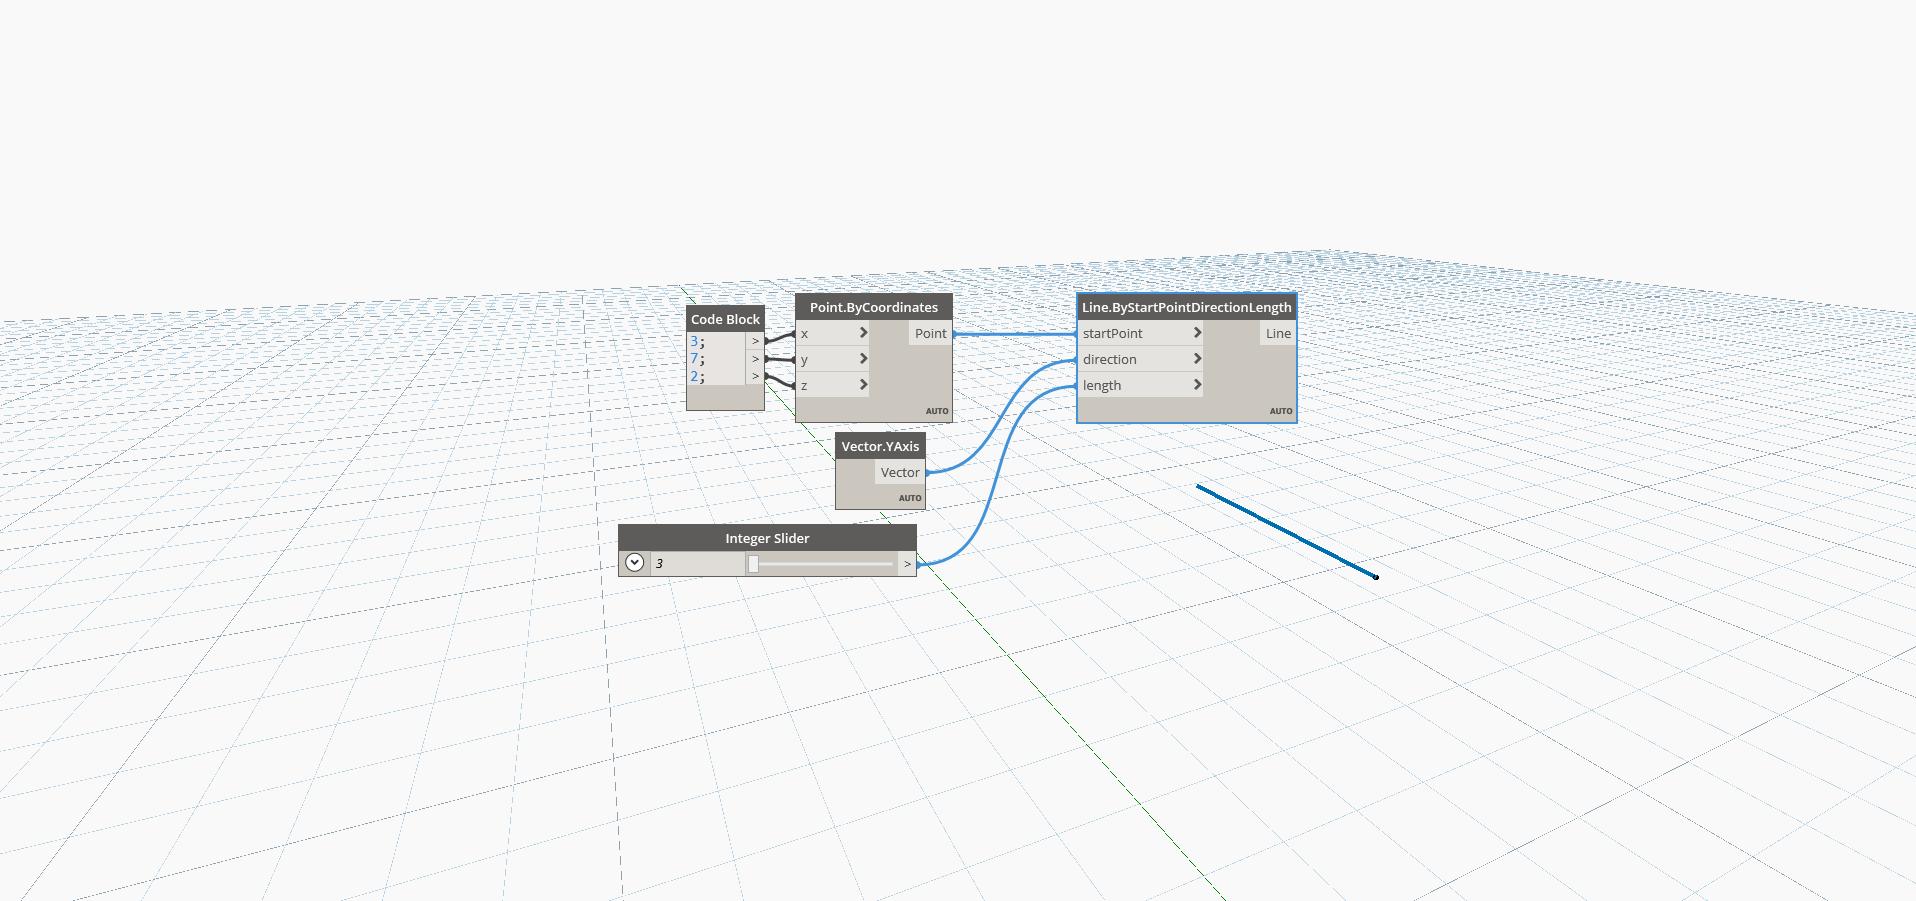 Code Block
3; >
7; >
2; >
Point.ByCoordinates
x Point
y
z
AUTO
Line.ByStartPointDirectionLength
startPoint Line
direction
length
AUTO
Vector.YAxis
Vector
AUTO
Integer Slider
3 >